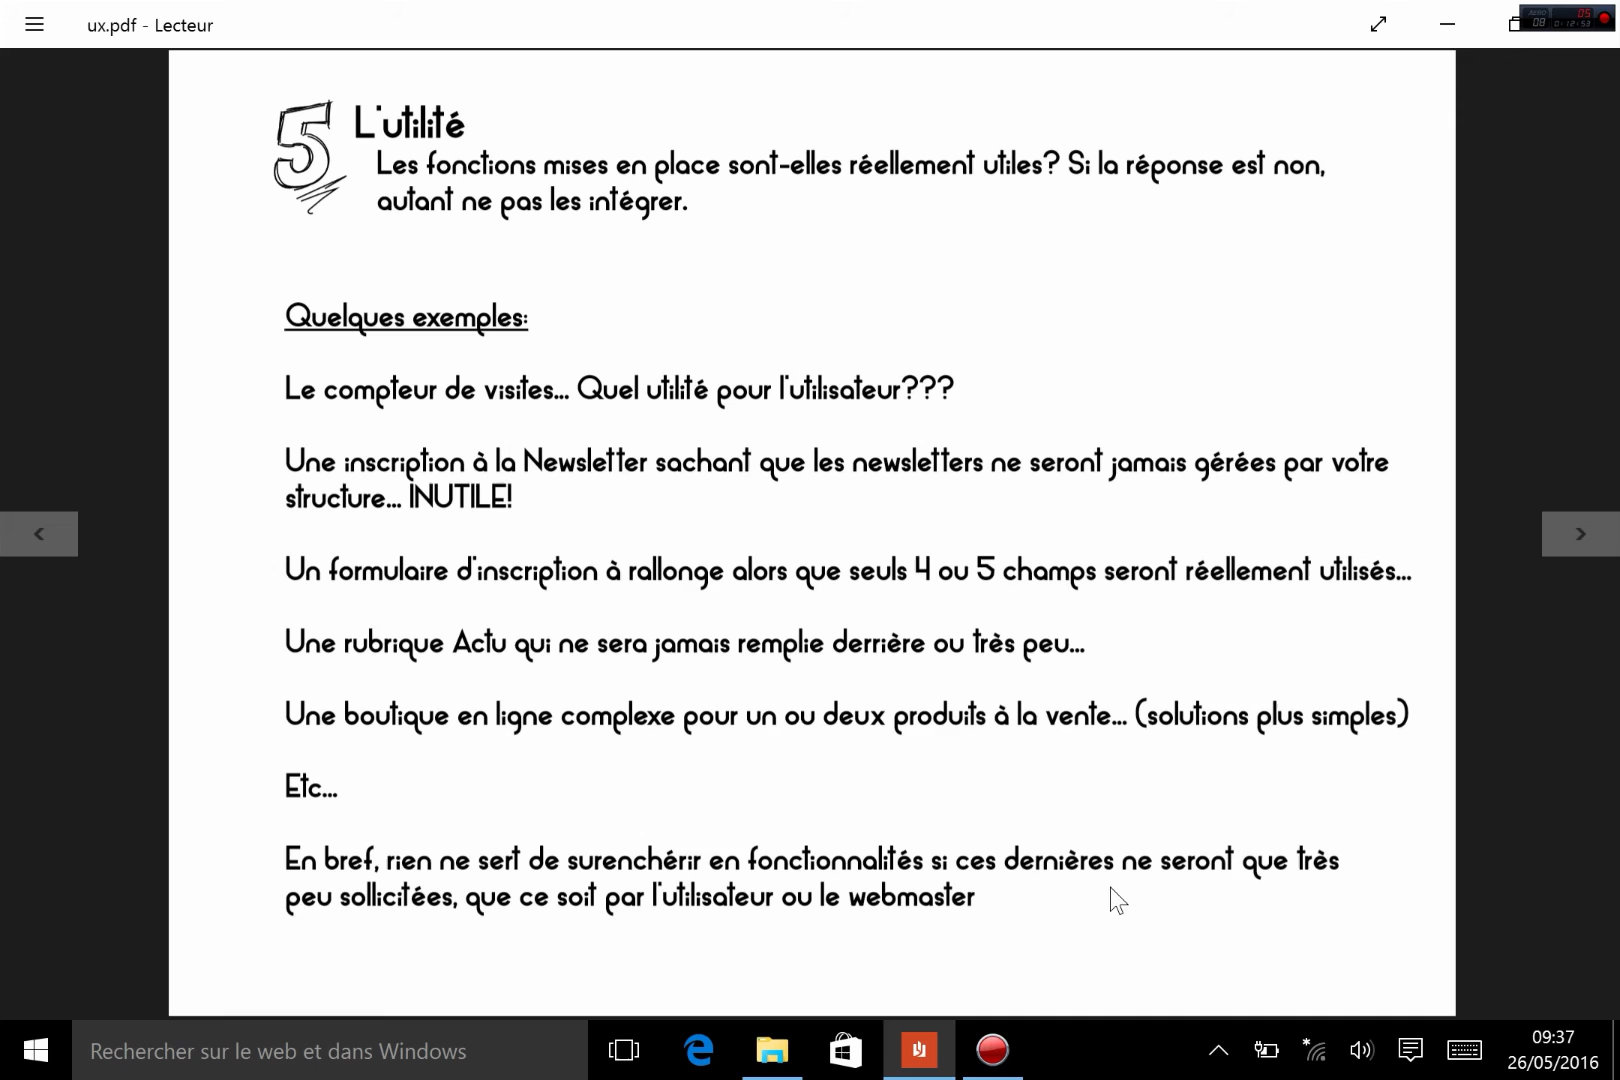 ux.pdf - Lecteur
5
L'utilité
Les fonctions mises en place sont-elles réellement utiles? Si la réponse est non,
autant ne pas les intégrer.
Quelques exemples:
Le compteur de visites... Quel utilité pour l'utilisateur???
Une inscription à la Newsletter sachant que les newsletters ne seront jamais gérées par votre
structure... INUTILE!
Un formulaire d'inscription à rallonge alors que seuls 4 ou 5 champs seront réellement utilisés...
Une rubrique Actu qui ne sera jamais remplie derrière ou très peu...
Une boutique en ligne complexe pour un ou deux produits à la vente... (solutions plus simples)
Etc...
En bref, rien ne sert de surenchérir en fonctionnalités si ces dernières ne seront que très
peu sollicitées, que ce soit par l'utilisateur ou le webmaster
Rechercher sur le web et dans Windows
09:37
26/05/2016